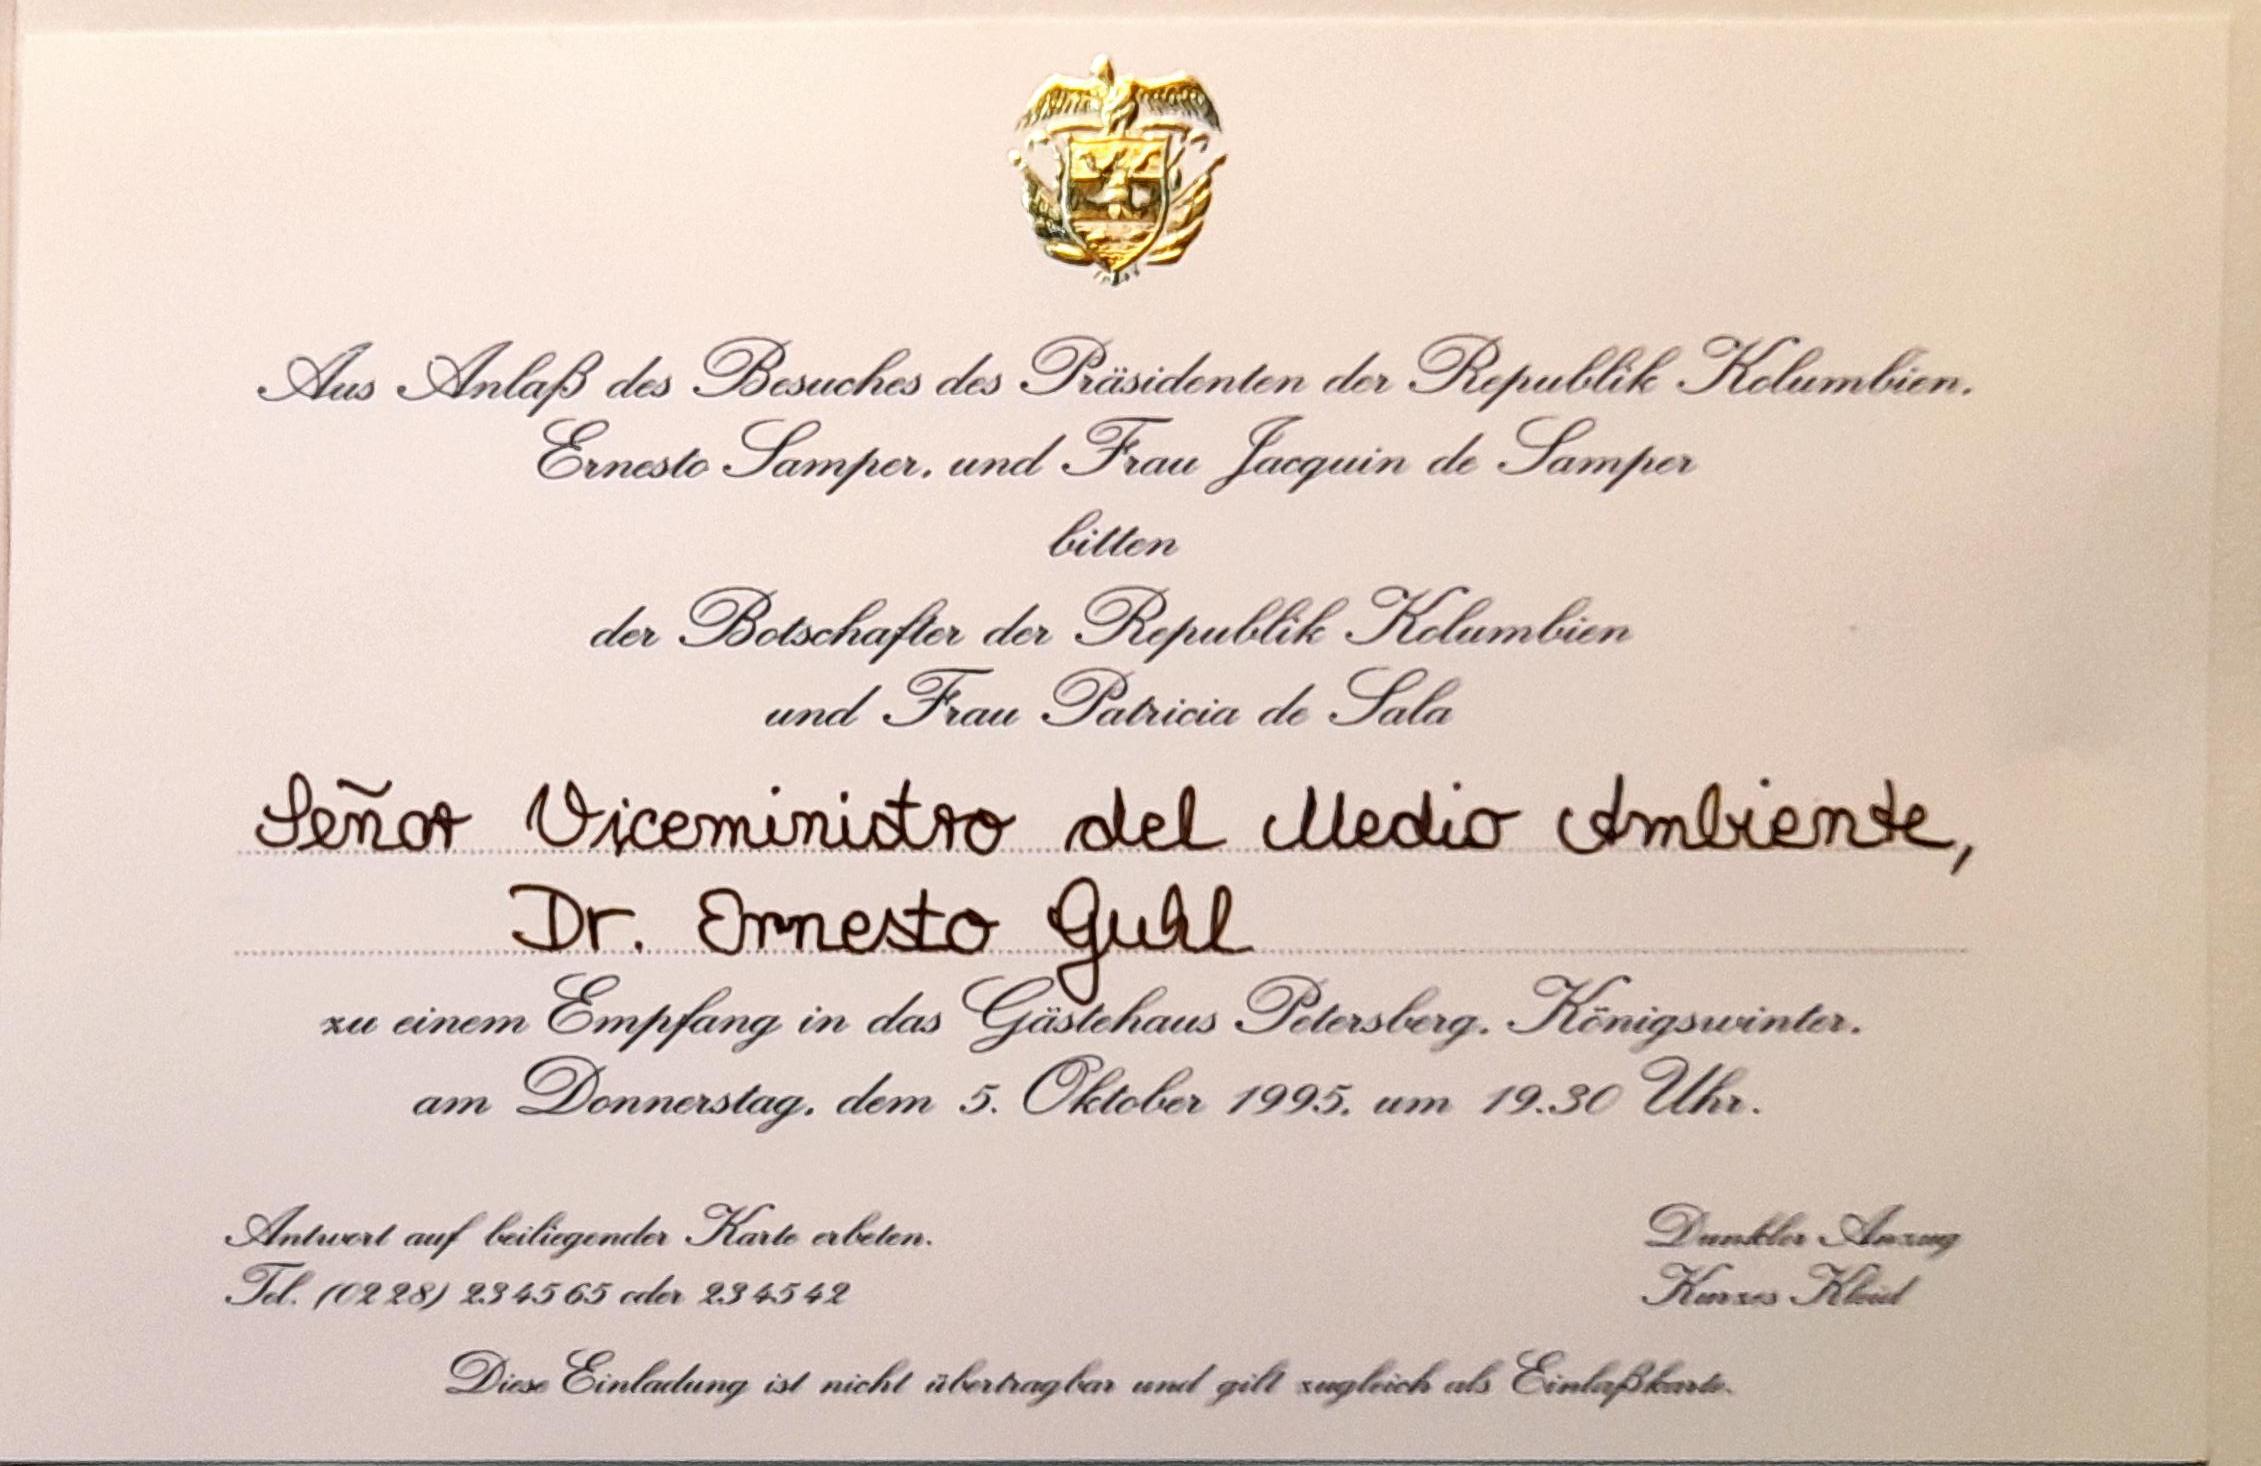 Aus Anlaß des Besuches des Präsidenten der Republik Kolumbien,
Ernesto Samper, und Frau Jacquin de Samper
bitten
der Botschafter der Republik Kolumbien
und Frau Patricia de Sala
Señor Viceministro del Medio Ambiente,
Dr. Ernesto Guhl
zu einem Empfang in das Gästehaus Petersberg, Königswinter,
am Donnerstag, dem 5. Oktober 1995, um 19.30 Uhr.
Antwort auf beiliegender Karte erbeten.
Tel. (0228) 234565 oder 234542
Dunkler Anzug
Kurzes Kleid
Diese Einladung ist nicht übertragbar und gilt zugleich als Einlaßkarte.